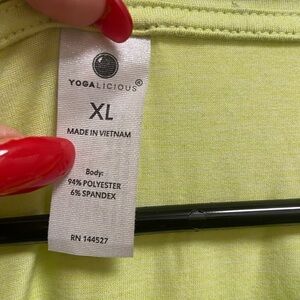 YOGALICIOUS®
XL
MADE IN VIETNAM
Body:
94% POLYESTER
6% SPANDEX
RN 144527